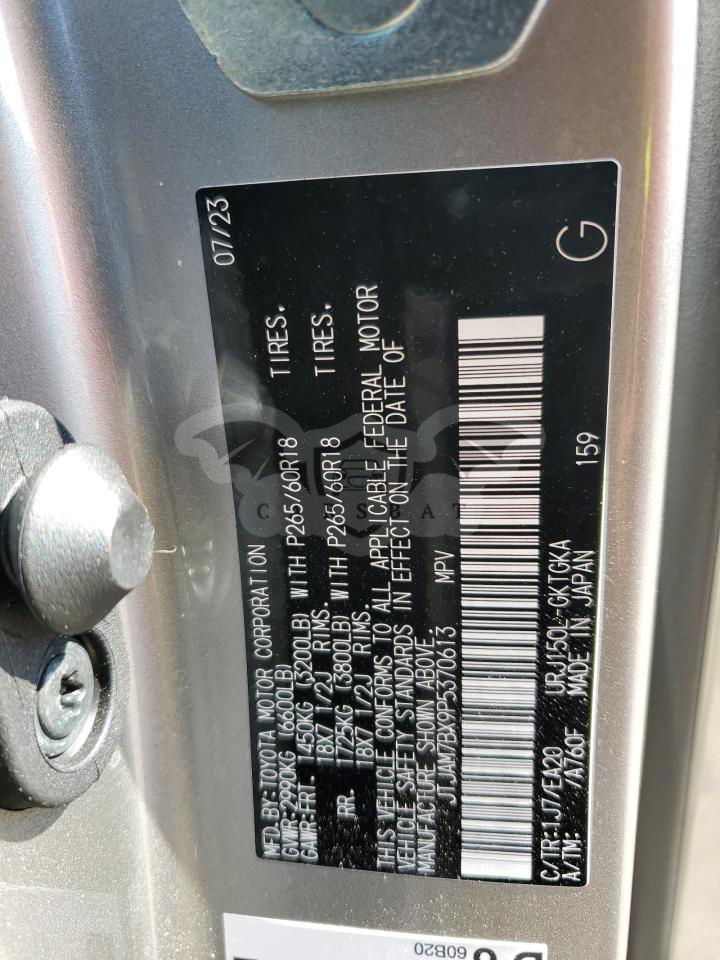 MFD.BY:TOYOTA MOTOR CORPORATION 07/23
GVWR:2990KG (6600LB)
GAWR:FRT- 1450KG (3200LB) WITH P265/60R18 TIRES.
18X7 1/2J RIMS.
RR- 1725KG (3800LB) WITH P265/60R18 TIRES.
18X7 1/2J RIMS.
THIS VEHICLE CONFORMS TO ALL APPLICABLE FEDERAL MOTOR
VEHICLE SAFETY STANDARDS IN EFFECT ON THE DATE OF
MANUFACTURE SHOWN ABOVE.
JTJAM7BX9P5370613 MPV
C/TR:1J7/EA20 URJ150L-GKTGKA 159 G
A/TM: /A760F MADE IN JAPAN
60B20